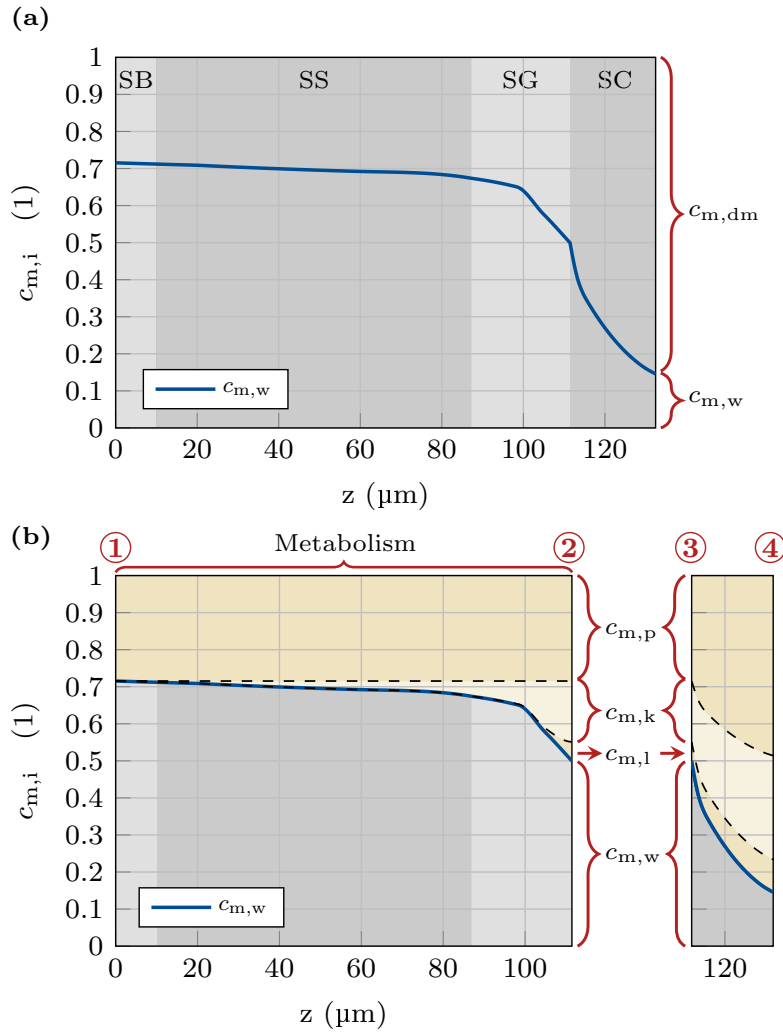 (a)
1
0.9
0.8
0.7
0.6
0.5
0.4
0.3
0.2
0.1
0
SB SS SG SC
c_m,i (1)
c_m,dm
c_m,w
c_m,w
0 20 40 60 80 100 120
z (µm)
(b)
① Metabolism ② ③ ④
1
0.9
0.8
0.7
0.6
0.5
0.4
0.3
0.2
0.1
0
c_m,i (1)
c_m,p
c_m,k
c_m,l
c_m,w
c_m,w
0 20 40 60 80 100 120
z (µm)